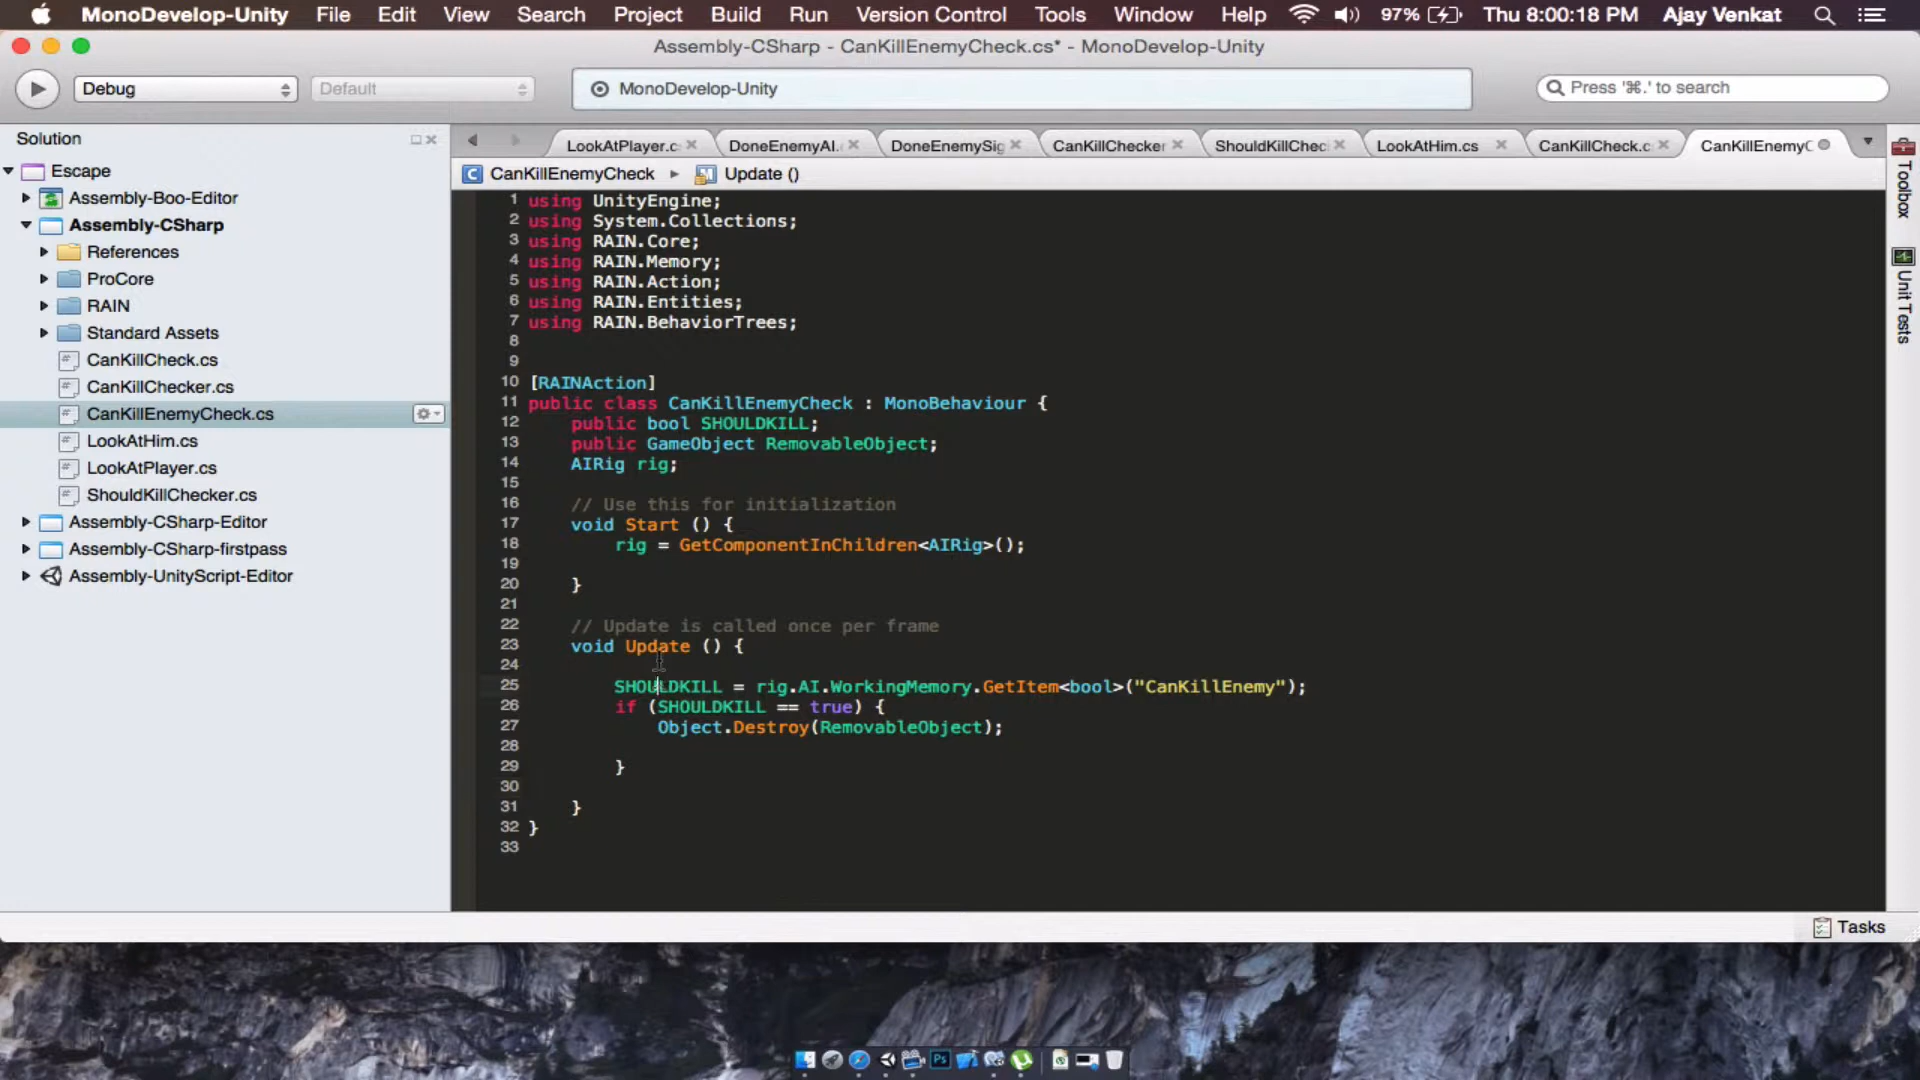 MonoDevelop-Unity File Edit View Search Project Build Run Version Control Tools Window Help 97% Thu 8:00:18 PM Ajay Venkat
Assembly-CSharp - CanKillEnemyCheck.cs* - MonoDevelop-Unity
Debug Default MonoDevelop-Unity Press '⌘.' to search
Solution
LookAtPlayer.c DoneEnemyAI. DoneEnemySig CanKillChecker ShouldKillChec LookAtHim.cs CanKillCheck.c CanKillEnemyC
CanKillEnemyCheck Update ()
Toolbox
Unit Tests
Escape
Assembly-Boo-Editor
Assembly-CSharp
References
ProCore
RAIN
Standard Assets
CanKillCheck.cs
CanKillChecker.cs
CanKillEnemyCheck.cs
LookAtHim.cs
LookAtPlayer.cs
ShouldKillChecker.cs
Assembly-CSharp-Editor
Assembly-CSharp-firstpass
Assembly-UnityScript-Editor
1 using UnityEngine;
2 using System.Collections;
3 using RAIN.Core;
4 using RAIN.Memory;
5 using RAIN.Action;
6 using RAIN.Entities;
7 using RAIN.BehaviorTrees;
8
9
10 [RAINAction]
11 public class CanKillEnemyCheck : MonoBehaviour {
12 public bool SHOULDKILL;
13 public GameObject RemovableObject;
14 AIRig rig;
15
16 // Use this for initialization
17 void Start () {
18 rig = GetComponentInChildren<AIRig>();
19
20 }
21
22 // Update is called once per frame
23 void Update () {
24
25 SHOULDKILL = rig.AI.WorkingMemory.GetItem<bool>("CanKillEnemy");
26 if (SHOULDKILL == true) {
27 Object.Destroy(RemovableObject);
28
29 }
30
31 }
32 }
33
Tasks
Ps